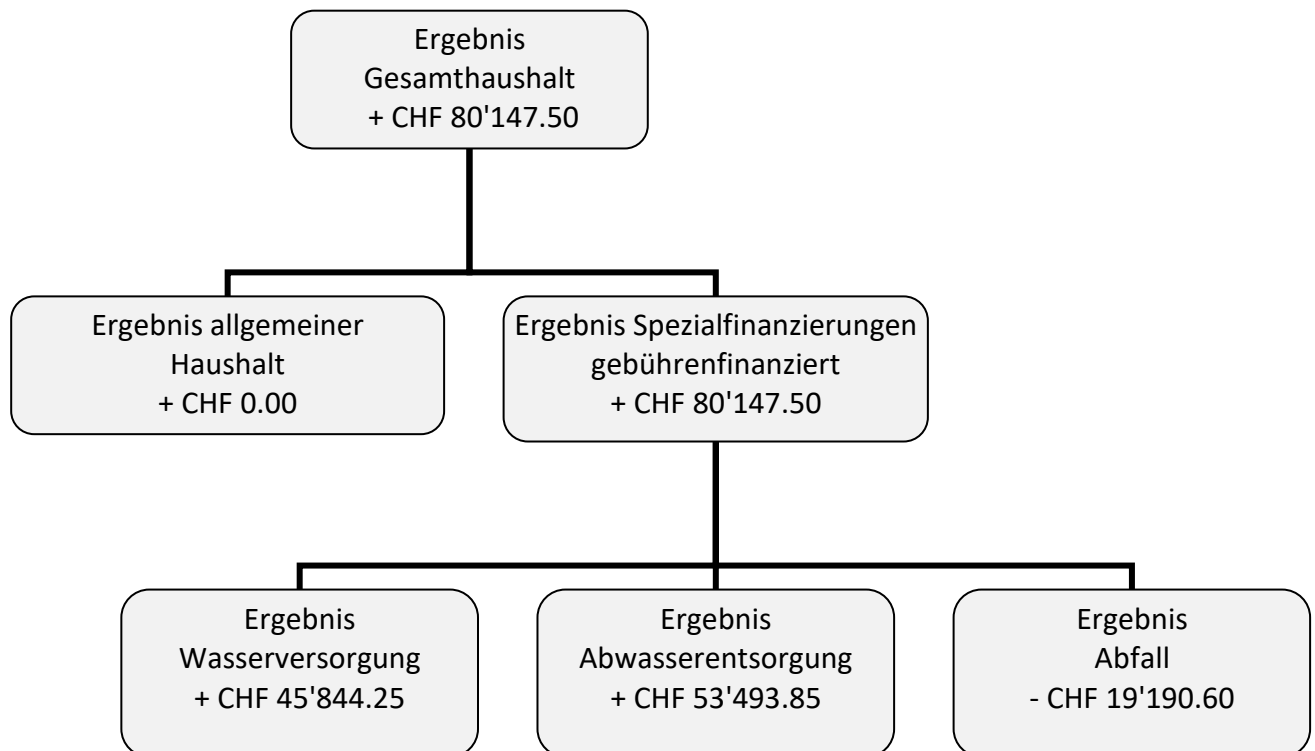 Ergebnis
Gesamthaushalt
+ CHF 80'147.50
Ergebnis allgemeiner
Haushalt
+ CHF 0.00
Ergebnis Spezialfinanzierungen
gebührenfinanziert
+ CHF 80'147.50
Ergebnis
Wasserversorgung
+ CHF 45'844.25
Ergebnis
Abwasserentsorgung
+ CHF 53'493.85
Ergebnis
Abfall
- CHF 19'190.60